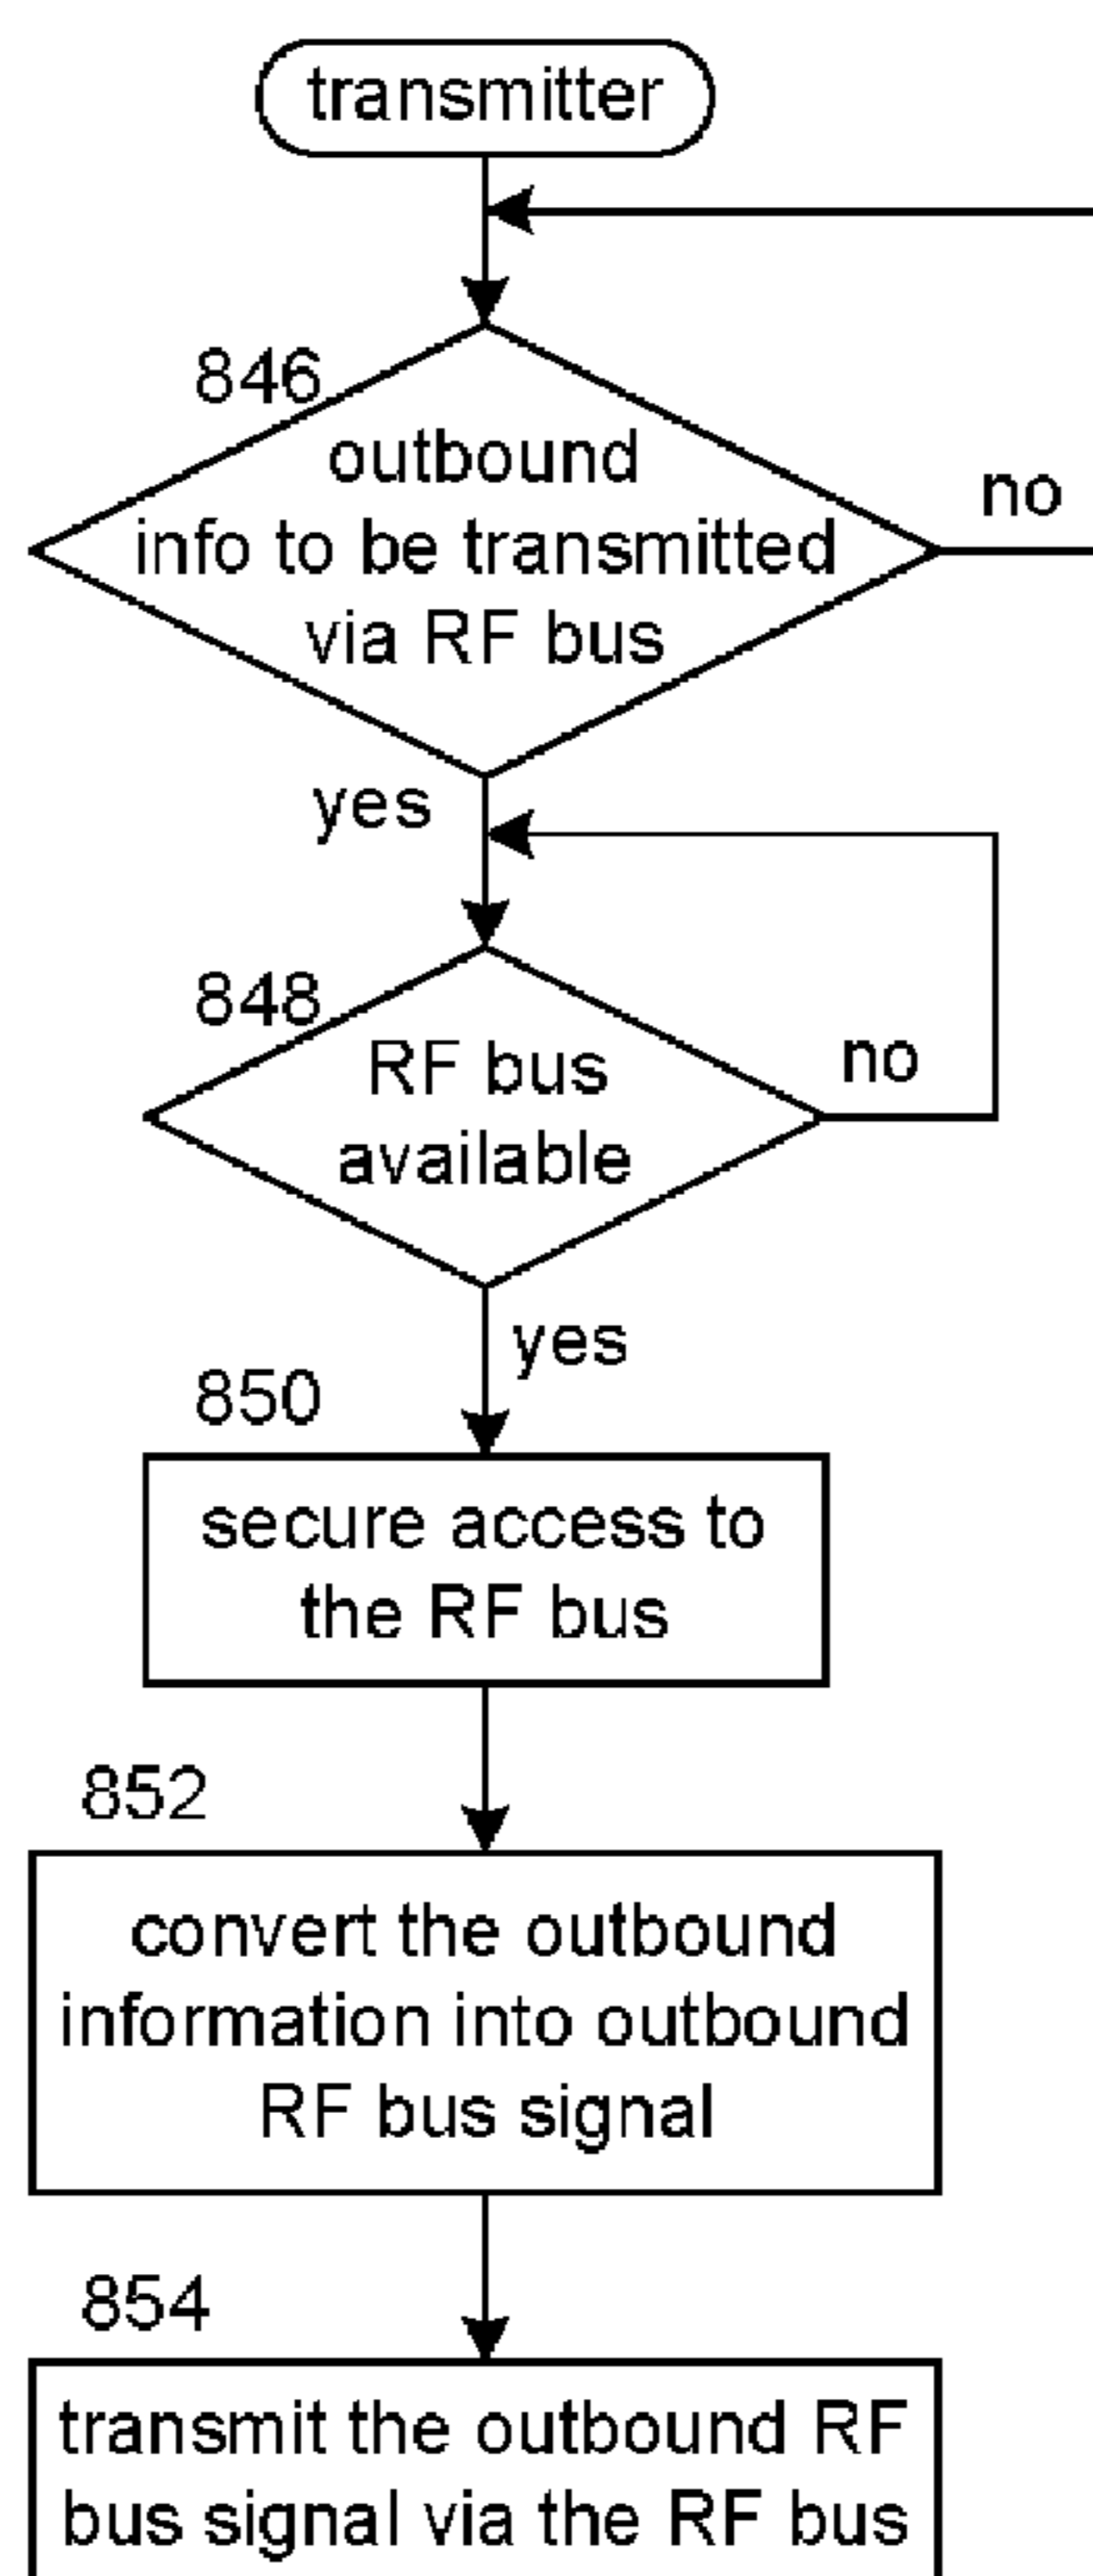 transmitter
846
outbound
info to be transmitted
via RF bus
no
yes
848
RF bus
available
no
yes
850
secure access to
the RF bus
852
convert the outbound
information into outbound
RF bus signal
854
transmit the outbound RF
bus signal via the RF bus